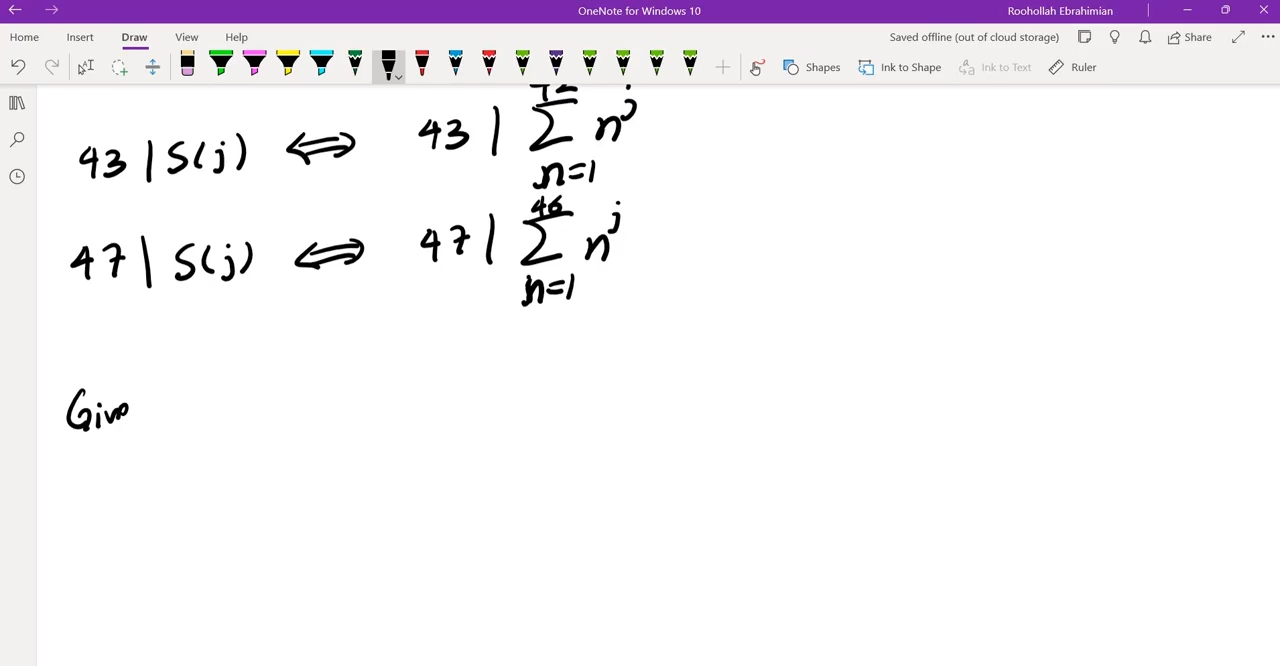 OneNote for Windows 10
Roohollah Ebrahimian
Home Insert Draw View Help
Saved offline (out of cloud storage)
Share
Shapes Ink to Shape Ink to Text Ruler
43 | S(j) ⟺ 43 | ∑_{n=1}^{42} n^j
47 | S(j) ⟺ 47 | ∑_{n=1}^{46} n^j